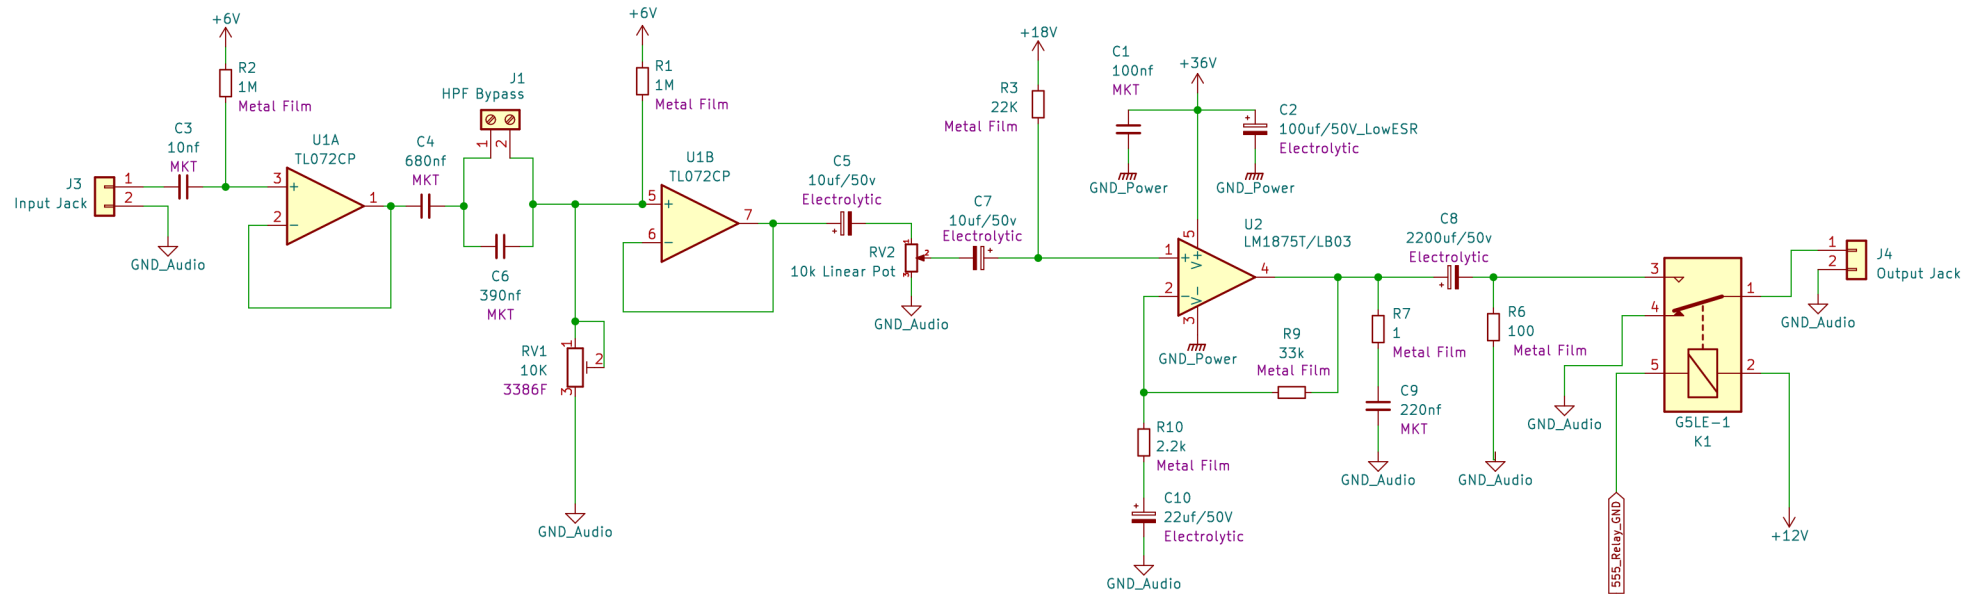 +6V
R2
1M
Metal Film
C3
10nf
MKT
J3
Input Jack
1
2
GND_Audio
U1A
TL072CP
3
+
2
−
1
C4
680nf
MKT
J1
HPF Bypass
1
2
C6
390nf
MKT
RV1
10K
3386F
1
2
3
GND_Audio
+6V
R1
1M
Metal Film
U1B
TL072CP
5
+
6
−
7
C5
10uf/50v
Electrolytic
+
RV2
10k Linear Pot
1
2
3
GND_Audio
C7
10uf/50v
Electrolytic
+
+18V
R3
22K
Metal Film
C1
100nf
MKT
GND_Power
+36V
+
C2
100uf/50V_LowESR
Electrolytic
GND_Power
U2
LM1875T/LB03
1
+
2
−
5
V+
V−
3
4
GND_Power
R9
33k
Metal Film
R10
2.2k
Metal Film
+
C10
22uf/50V
Electrolytic
GND_Audio
R7
1
Metal Film
C9
220nf
MKT
GND_Audio
C8
2200uf/50v
Electrolytic
+
R6
100
Metal Film
GND_Audio
3
4
5
1
2
GND_Audio
G5LE-1
K1
555_Relay_GND
+12V
1
2
J4
Output Jack
GND_Audio